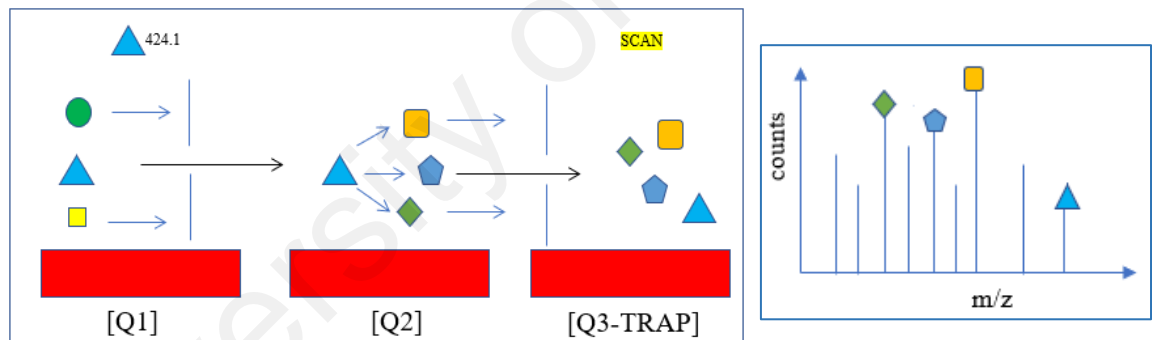 424.1
SCAN
[Q1]
[Q2]
[Q3-TRAP]
counts
m/z